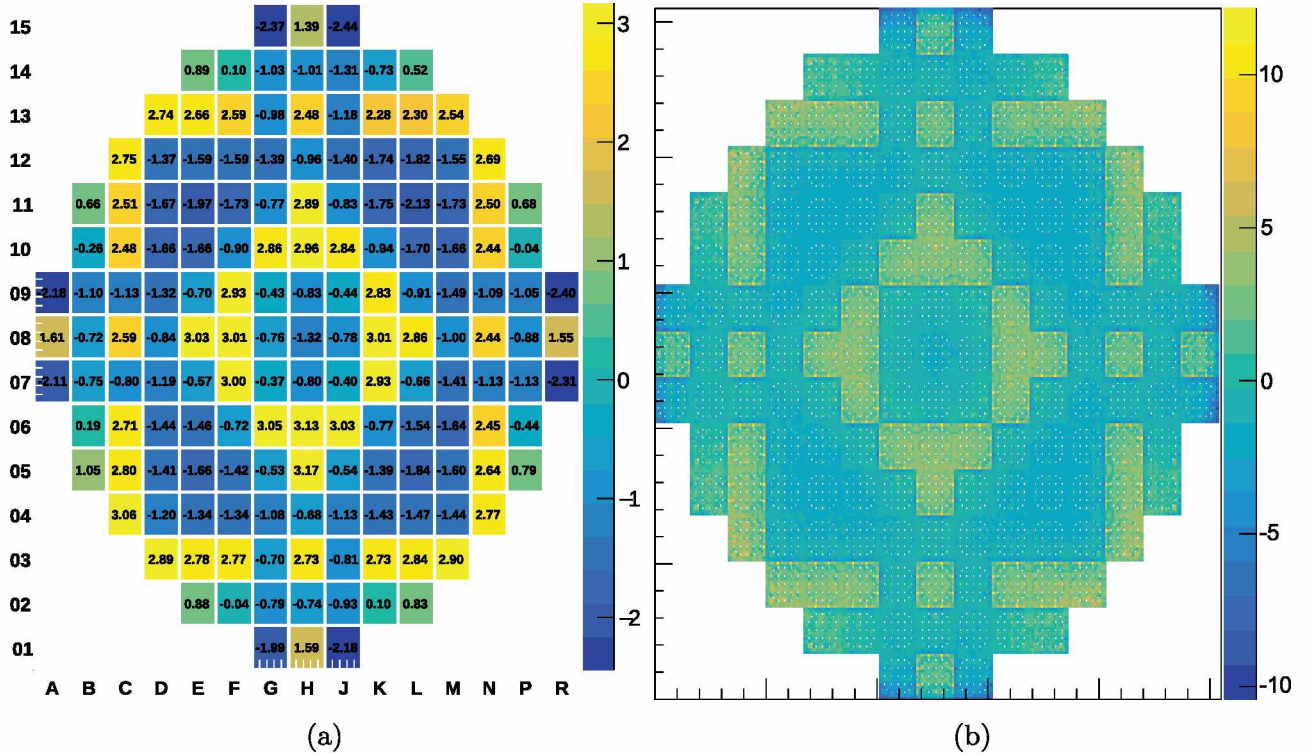 15 -2.37 1.39 -2.44
14 0.89 0.10 -1.03 -1.01 -1.31 -0.73 0.52
13 2.74 2.66 2.59 -0.98 2.48 -1.18 2.28 2.30 2.54
12 2.75 -1.37 -1.59 -1.59 -1.39 -0.96 -1.40 -1.74 -1.82 -1.55 2.69
11 0.66 2.51 -1.67 -1.97 -1.73 -0.77 2.89 -0.83 -1.75 -2.13 -1.73 2.50 0.68
10 -0.26 2.48 -1.66 -1.66 -0.90 2.86 2.96 2.84 -0.94 -1.70 -1.66 2.44 -0.04
09 -2.18 -1.10 -1.13 -1.32 -0.70 2.93 -0.43 -0.83 -0.44 2.83 -0.91 -1.49 -1.09 -1.05 -2.40
08 1.61 -0.72 2.59 -0.84 3.03 3.01 -0.76 -1.32 -0.78 3.01 2.86 -1.00 2.44 -0.88 1.55
07 -2.11 -0.75 -0.80 -1.19 -0.57 3.00 -0.37 -0.80 -0.40 2.93 -0.66 -1.41 -1.13 -1.13 -2.31
06 0.19 2.71 -1.44 -1.46 -0.72 3.05 3.13 3.03 -0.77 -1.54 -1.64 2.45 -0.44
05 1.05 2.80 -1.41 -1.66 -1.42 -0.53 3.17 -0.54 -1.39 -1.84 -1.60 2.64 0.79
04 3.06 -1.20 -1.34 -1.34 -1.08 -0.68 -1.13 -1.43 -1.47 -1.44 2.77
03 2.89 2.78 2.77 -0.70 2.73 -0.81 2.73 2.84 2.90
02 0.88 -0.04 -0.79 -0.74 -0.93 0.10 0.83
01 -1.99 1.59 -2.18
A B C D E F G H J K L M N P R
3
2
1
0
-1
-2
(a)
10
5
0
-5
-10
(b)